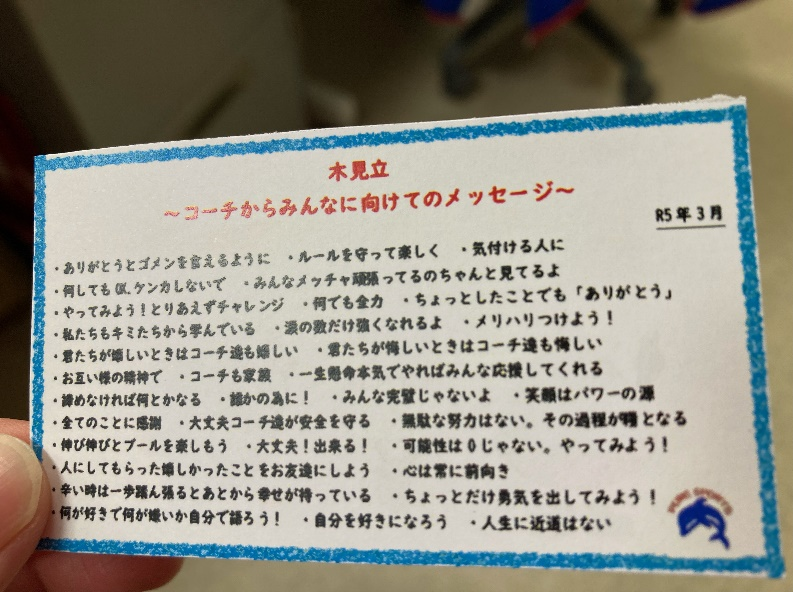 木見立
～コーチからみんなに向けてのメッセージ～
R5年3月
・ありがとうとゴメンを言えるように ・ルールを守って楽しく ・気付ける人に
・何してもOK、ケンカしないで ・みんなメッチャ頑張ってるのちゃんと見てるよ
・やってみよう！とりあえずチャレンジ ・何でも全力 ・ちょっとしたことでも「ありがとう」
・私たちもキミたちから学んでいる ・涙の数だけ強くなれるよ ・メリハリつけよう！
・君たちが嬉しいときはコーチ達も嬉しい ・君たちが悔しいときはコーチ達も悔しい
・お互い様の精神で ・コーチも家族 ・一生懸命本気でやればみんな応援してくれる
・諦めなければ何とかなる ・誰かの為に！ ・みんな完璧じゃないよ ・笑顔はパワーの源
・全てのことに感謝 ・大丈夫コーチ達が安全を守る ・無駄な努力はない。その過程が糧となる
・伸び伸びとプールを楽しもう ・大丈夫！出来る！ ・可能性は0じゃない。やってみよう！
・人にしてもらった嬉しかったことをお友達にしよう ・心は常に前向き
・辛い時は一歩踏ん張るとあとから幸せが待っている ・ちょっとだけ勇気を出してみよう！
・何が好きで何が嫌いか自分で語ろう！ ・自分を好きになろう ・人生に近道はない
SPORTS